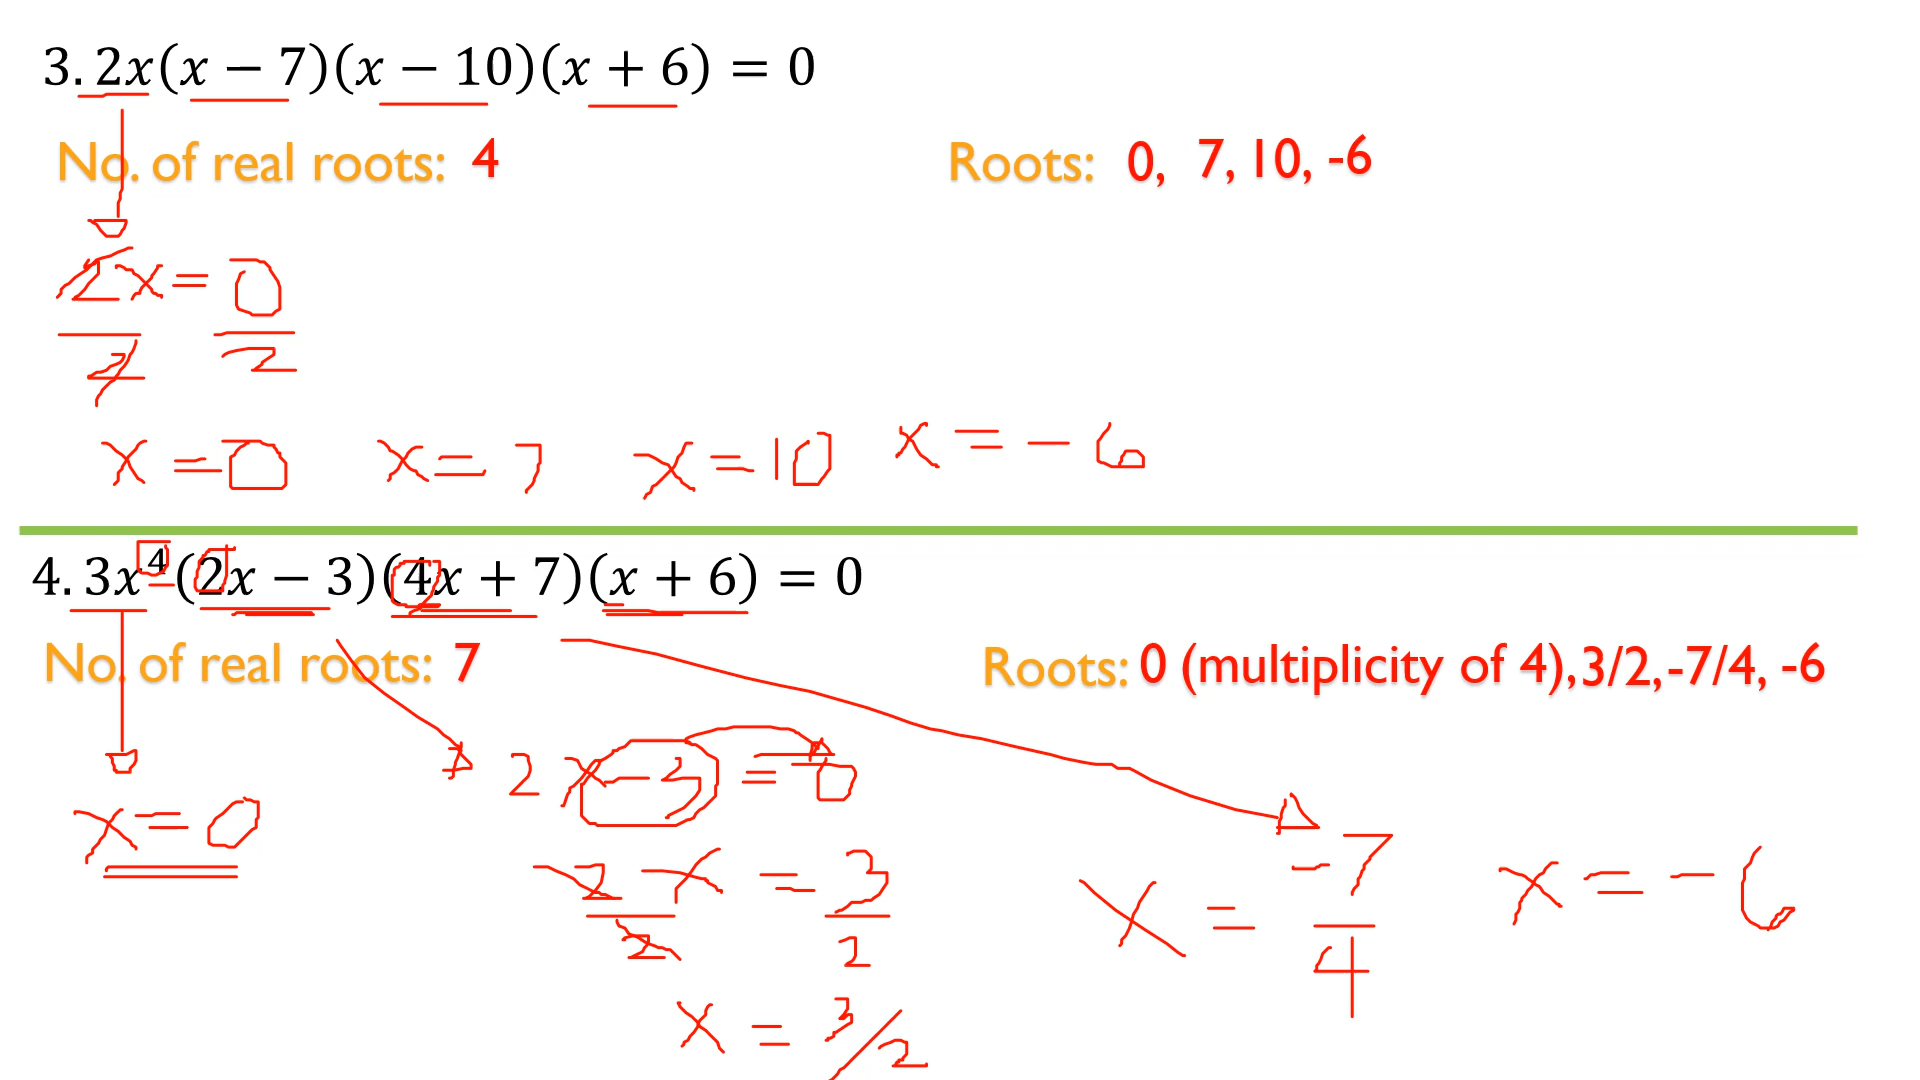 3. 2x(x − 7)(x − 10)(x + 6) = 0
No. of real roots: 4 Roots: 0, 7, 10, -6
2x = 0
2 2
x = 0 x = 7 x = 10 x = - 6
4. 3x⁴(2x − 3)(4x + 7)(x + 6) = 0
No. of real roots: 7 Roots: 0 (multiplicity of 4), 3/2, -7/4, -6
2x - 3 = 0
x = 0
2x = 3
2 2
x = -7/4 x = - 6
x = 3/2